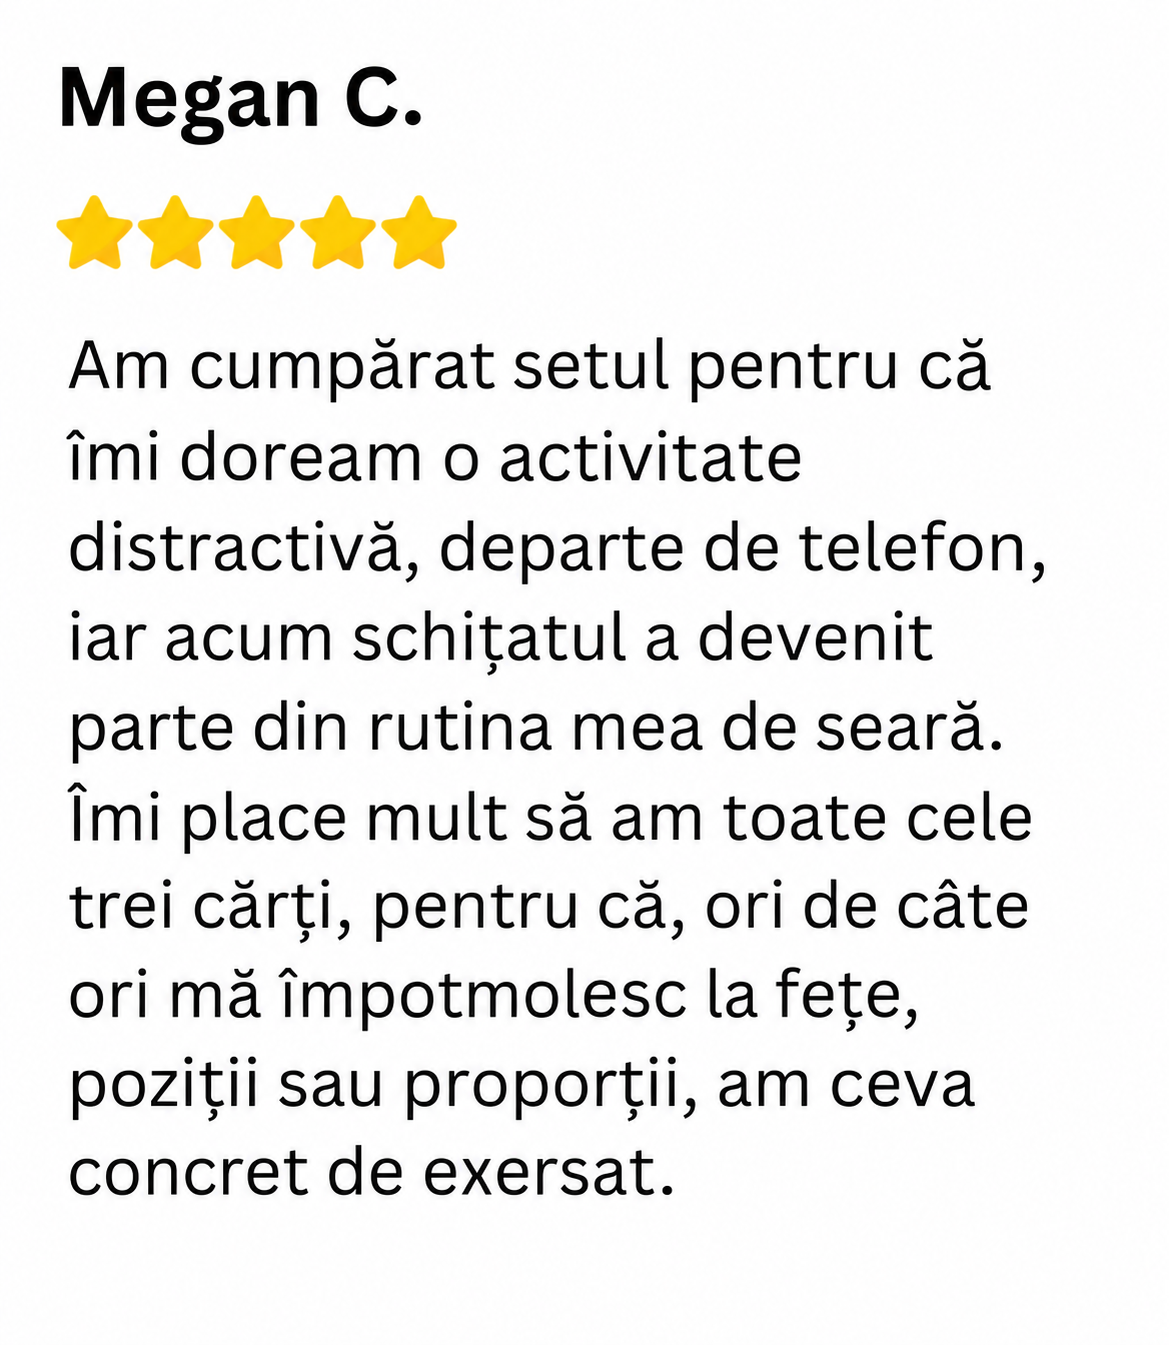 Megan C.
Am cumpărat setul pentru că
îmi doream o activitate
distractivă, departe de telefon,
iar acum schițatul a devenit
parte din rutina mea de seară.
Îmi place mult să am toate cele
trei cărți, pentru că, ori de câte
ori mă împotmolesc la fețe,
poziții sau proporții, am ceva
concret de exersat.